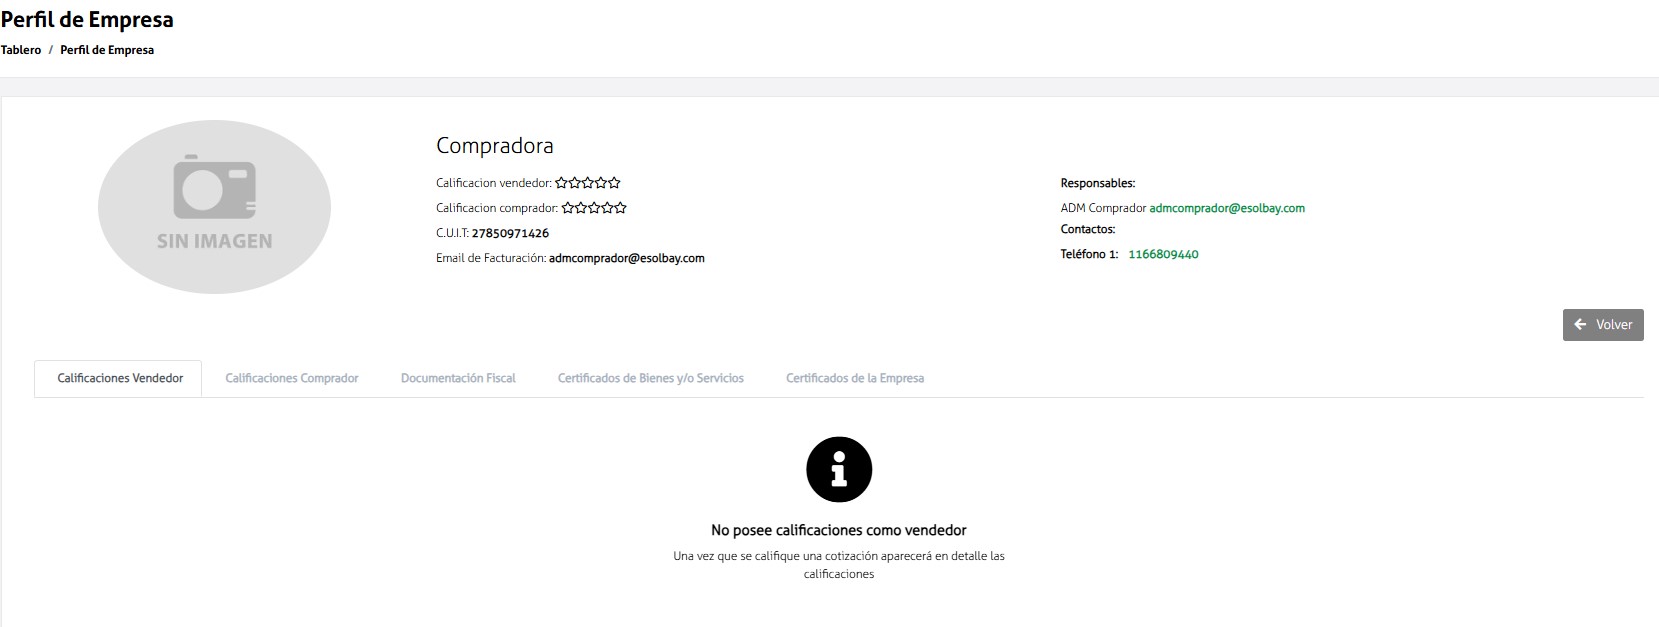 Perfil de Empresa
Tablero / Perfil de Empresa
SIN IMAGEN
Compradora
Calificacion vendedor:
Calificacion comprador:
C.U.I.T: 27850971426
Email de Facturación: admcomprador@esolbay.com
Responsables:
ADM Comprador admcomprador@esolbay.com
Contactos:
Teléfono 1: 1166809440
Volver
Calificaciones Vendedor Calificaciones Comprador Documentación Fiscal Certificados de Bienes y/o Servicios Certificados de la Empresa
No posee calificaciones como vendedor
Una vez que se califique una cotización aparecerá en detalle las
calificaciones